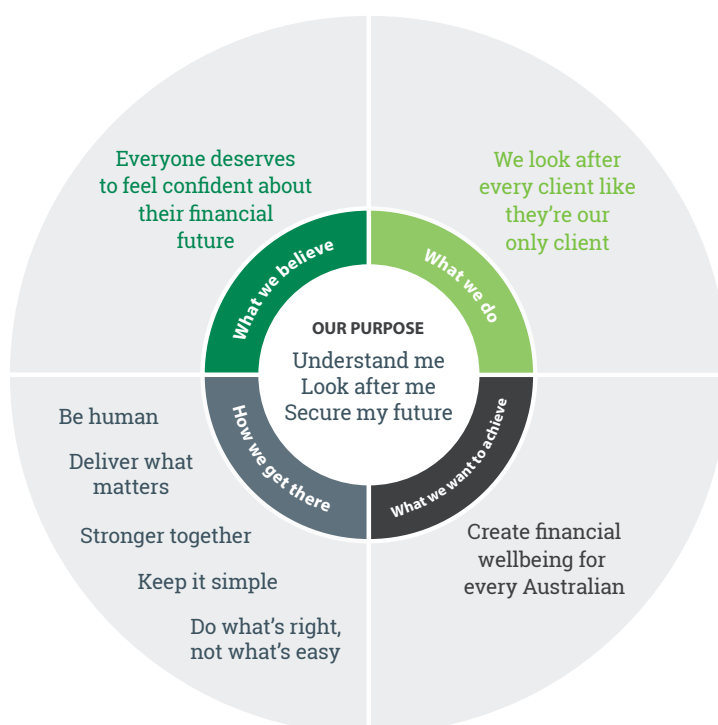 Everyone deserves
to feel confident about
their financial
future
What we believe
We look after
every client like
they're our
only client
What we do
OUR PURPOSE
Understand me
Look after me
Secure my future
How we get there
Be human
Deliver what
matters
Stronger together
Keep it simple
Do what's right,
not what's easy
What we want to achieve
Create financial
wellbeing for
every Australian